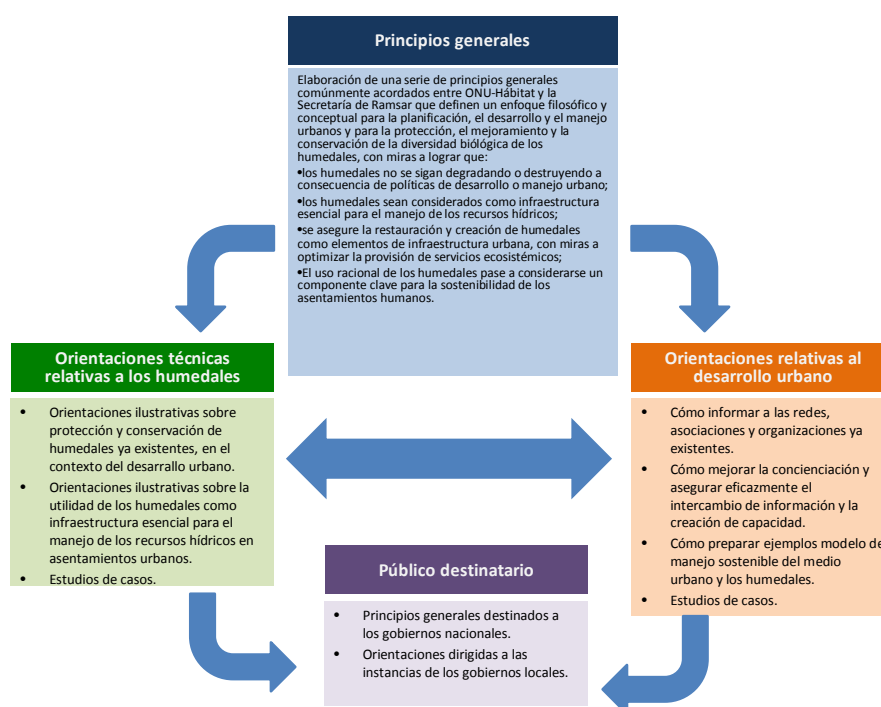 Principios generales
Elaboración de una serie de principios generales
comúnmente acordados entre ONU-Hábitat y la
Secretaría de Ramsar que definen un enfoque filosófico y
conceptual para la planificación, el desarrollo y el manejo
urbanos y para la protección, el mejoramiento y la
conservación de la diversidad biólógica de los
humedales, con miras a lograr que:
•los humedales no se sigan degradando o destruyendo a
consecuencia de políticas de desarrollo o manejo urbano;
•los humedales sean considerados como infraestructura
esencial para el manejo de los recursos hídricos;
•se asegure la restauración y creación de humedales
como elementos de infraestructura urbana, con miras a
optimizar la provisión de servicios ecosistémicos;
•El uso racional de los humedales pase a considerarse un
componente clave para la sostenibilidad de los
asentamientos humanos.
Orientaciones técnicas
relativas a los humedales
• Orientaciones ilustrativas sobre
protección y conservación de
humedales ya existentes, en el
contexto del desarrallo urbano.
• Orientaciones ilustrativas sobre la
utilidad de los humedales como
infraestructura esencial para el
manejo de los recursos hídricos en
asentamientos urbanos.
• Estudios de casos.
Orientaciones relativas al
desarrollo urbano
• Cómo informar a las redes,
asociaciones y organizaciones ya
existentes.
• Cómo mejorar la concienciación y
asegurar eficazmente el
intercambio de información y la
creación de capacidad.
• Cómo preparar ejemplos modelo de
manejo sostenible del medio
urbano y los humedales.
• Estudios de casos.
Público destinatario
• Principios generales destinados a
los gobiernos nacionales.
• Orientaciones dirigidas a las
instancias de los gobiernos locales.